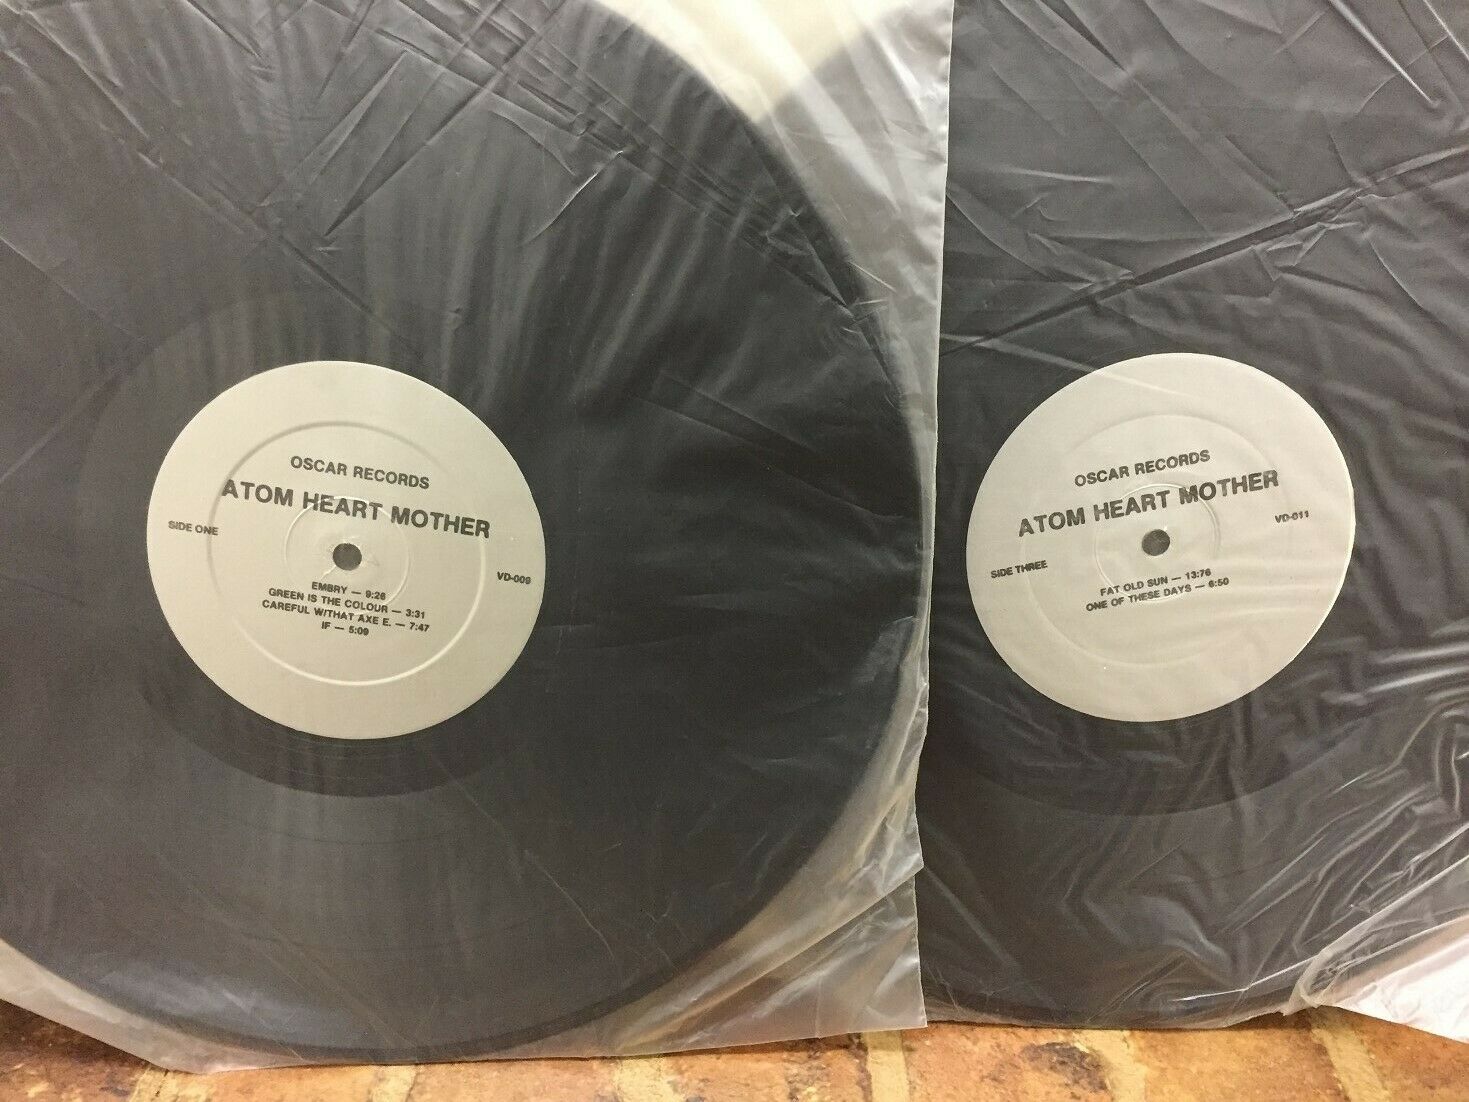 OSCAR RECORDS
ATOM HEART MOTHER
SIDE ONE
VD-009
EMBRY — 9:26
GREEN IS THE COLOUR — 3:31
CAREFUL W/THAT AXE E. — 7:47
IF — 5:09
OSCAR RECORDS
ATOM HEART MOTHER
VD-011
SIDE THREE
FAT OLD SUN — 13:76
ONE OF THESE DAYS — 6:50